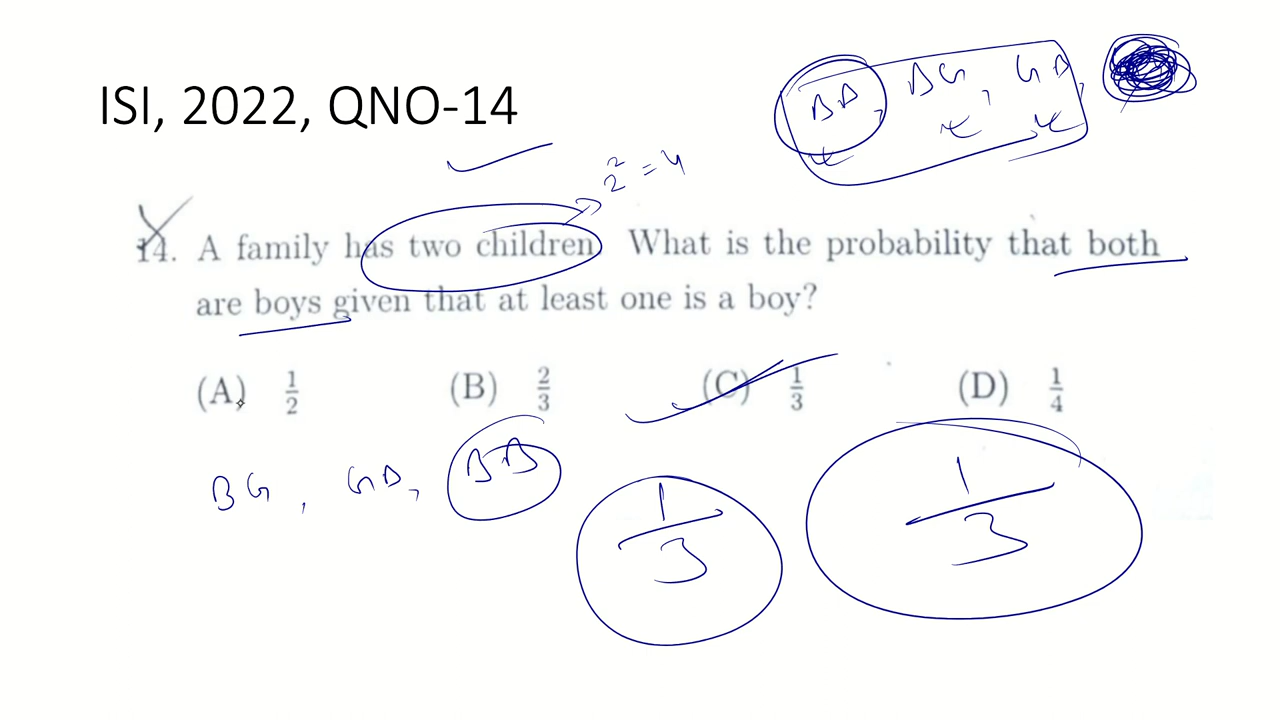 ISI, 2022, QNO-14
BB, BG, GB,
2² = 4
14. A family has two children. What is the probability that both
are boys given that at least one is a boy?
(A) 1/2 (B) 2/3 (C) 1/3 (D) 1/4
BG, GB, BB
1/3 1/3